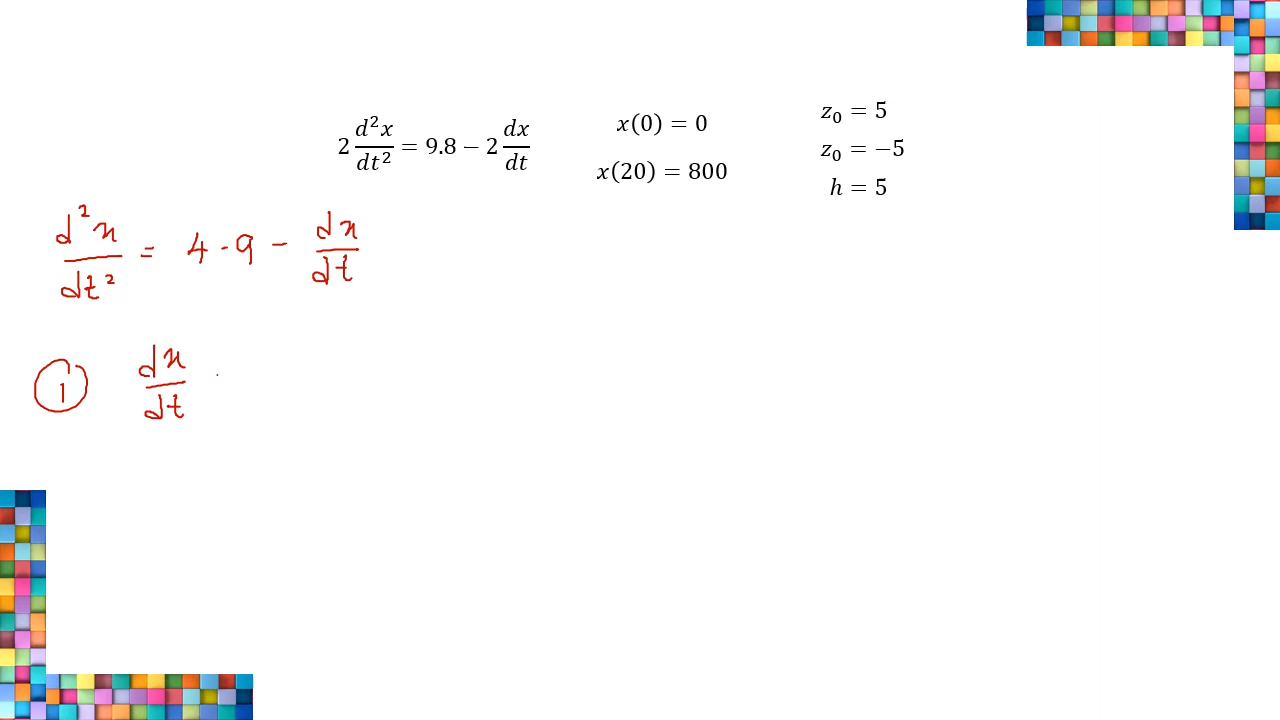 2 d²x/dt² = 9.8 − 2 dx/dt
x(0) = 0
x(20) = 800
z₀ = 5
z₀ = −5
h = 5
d²x/dt² = 4.9 − dx/dt
① dx/dt